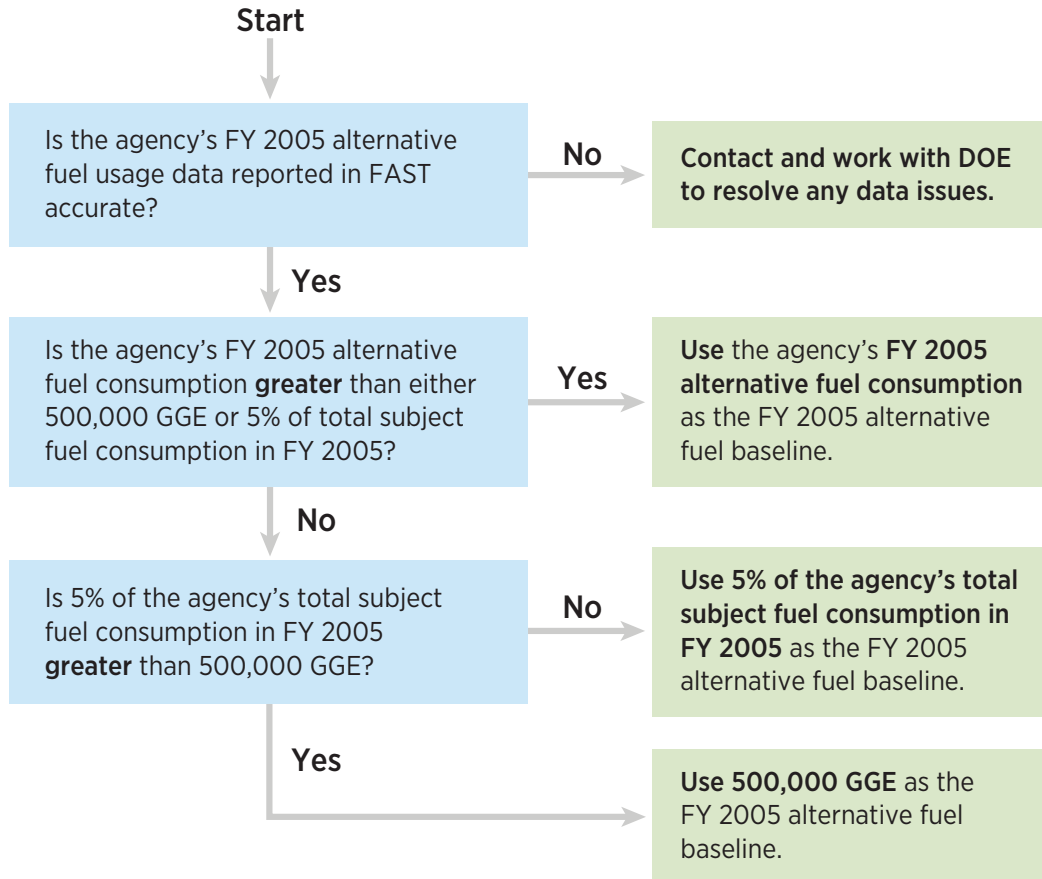 Start
Is the agency’s FY 2005 alternative
fuel usage data reported in FAST
accurate?
No
Contact and work with DOE
to resolve any data issues.
Yes
Is the agency’s FY 2005 alternative
fuel consumption greater than either
500,000 GGE or 5% of total subject
fuel consumption in FY 2005?
Yes
Use the agency’s FY 2005
alternative fuel consumption
as the FY 2005 alternative
fuel baseline.
No
Is 5% of the agency’s total subject
fuel consumption in FY 2005
greater than 500,000 GGE?
No
Use 5% of the agency’s total
subject fuel consumption in
FY 2005 as the FY 2005
alternative fuel baseline.
Yes
Use 500,000 GGE as the
FY 2005 alternative fuel
baseline.